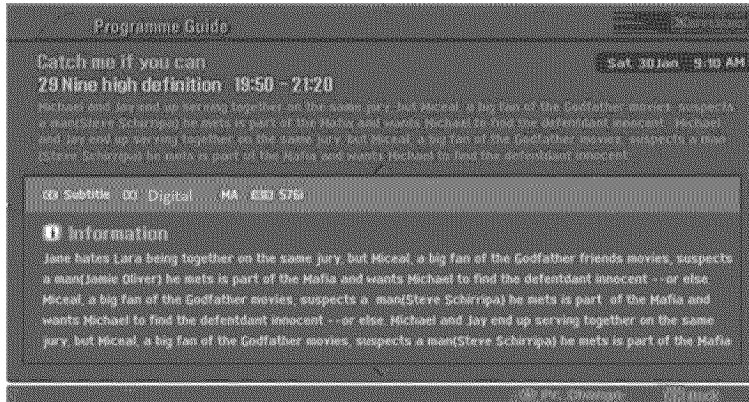 Programme Guide
Catch me if you can
Sat. 30 Jan 9:10 AM
29 Nine high definition 19:50 - 21:20
Michael and Jay end up serving together on the same jury, but Miceal, a big fan of the Godfather movies, suspects
a man(Steve Schirripa) he mets is part of the Mafia and wants Michael to find the defentdant innocent - Michael
and Jay end up serving together on the same jury, but Miceal, a big fan of the Godfather movies, suspects a man
(Steve Schirripa) he mets is part of the Mafia and wants Michael to find the defentdant innocent
Subtitle Digital MA 576i
Information
Jane hates Lara being together on the same jury, but Miceal, a big fan of the Godfather friends movies, suspects
a man(Jamie Oliver) he mets is part of the Mafia and wants Michael to find the defentdant innocent --or else.
Miceal, a big fan of the Godfather movies, suspects a man(Steve Schirripa) he mets is part of the Mafia and
wants Michael to find the defentdant innocent --or else. Michael and Jay end up serving together on the same
jury, but Miceal, a big fan of the Godfather movies, suspects a man(Steve Schirripa) he mets is part of the Mafia
Pr. Change Back